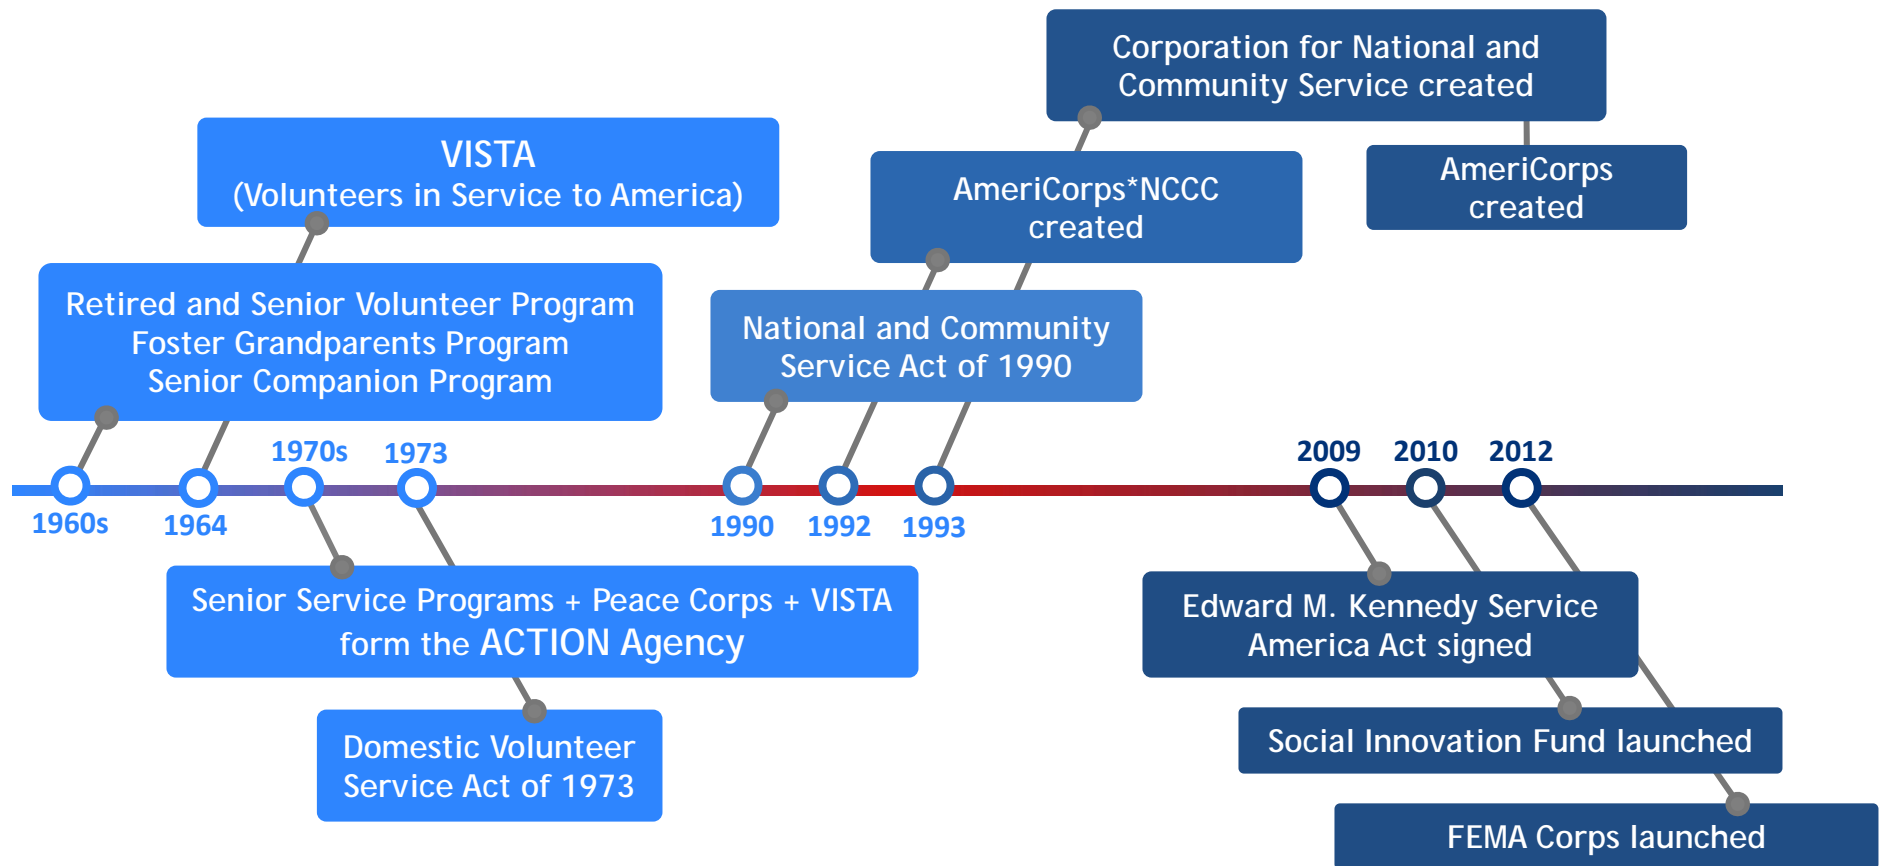 Corporation for National and
Community Service created
AmeriCorps
created
VISTA
(Volunteers in Service to America)
AmeriCorps*NCCC
created
Retired and Senior Volunteer Program
Foster Grandparents Program
Senior Companion Program
National and Community
Service Act of 1990
1970s
1973
2009
2010
2012
1960s
1964
1990
1992
1993
Senior Service Programs + Peace Corps + VISTA
form the ACTION Agency
Edward M. Kennedy Service
America Act signed
Domestic Volunteer
Service Act of 1973
Social Innovation Fund launched
FEMA Corps launched